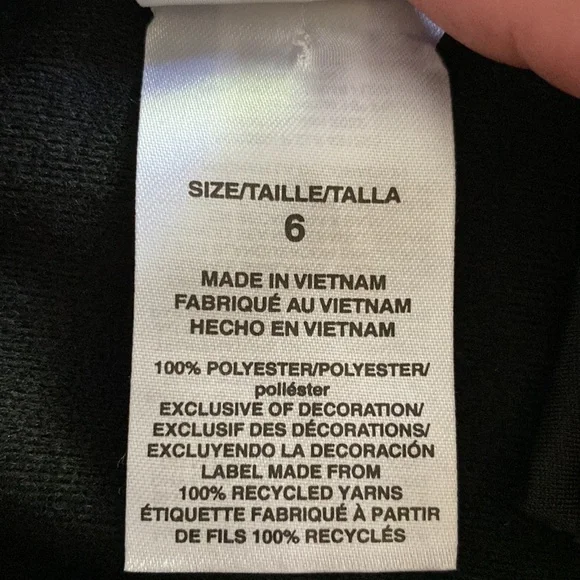 SIZE/TAILLE/TALLA
6
MADE IN VIETNAM
FABRIQUÉ AU VIETNAM
HECHO EN VIETNAM
100% POLYESTER/POLYESTER/
poliéster
EXCLUSIVE OF DECORATION/
EXCLUSIF DES DÉCORATIONS/
EXCLUYENDO LA DECORACIÓN
LABEL MADE FROM
100% RECYCLED YARNS
ÉTIQUETTE FABRIQUÉ À PARTIR
DE FILS 100% RECYCLÉS